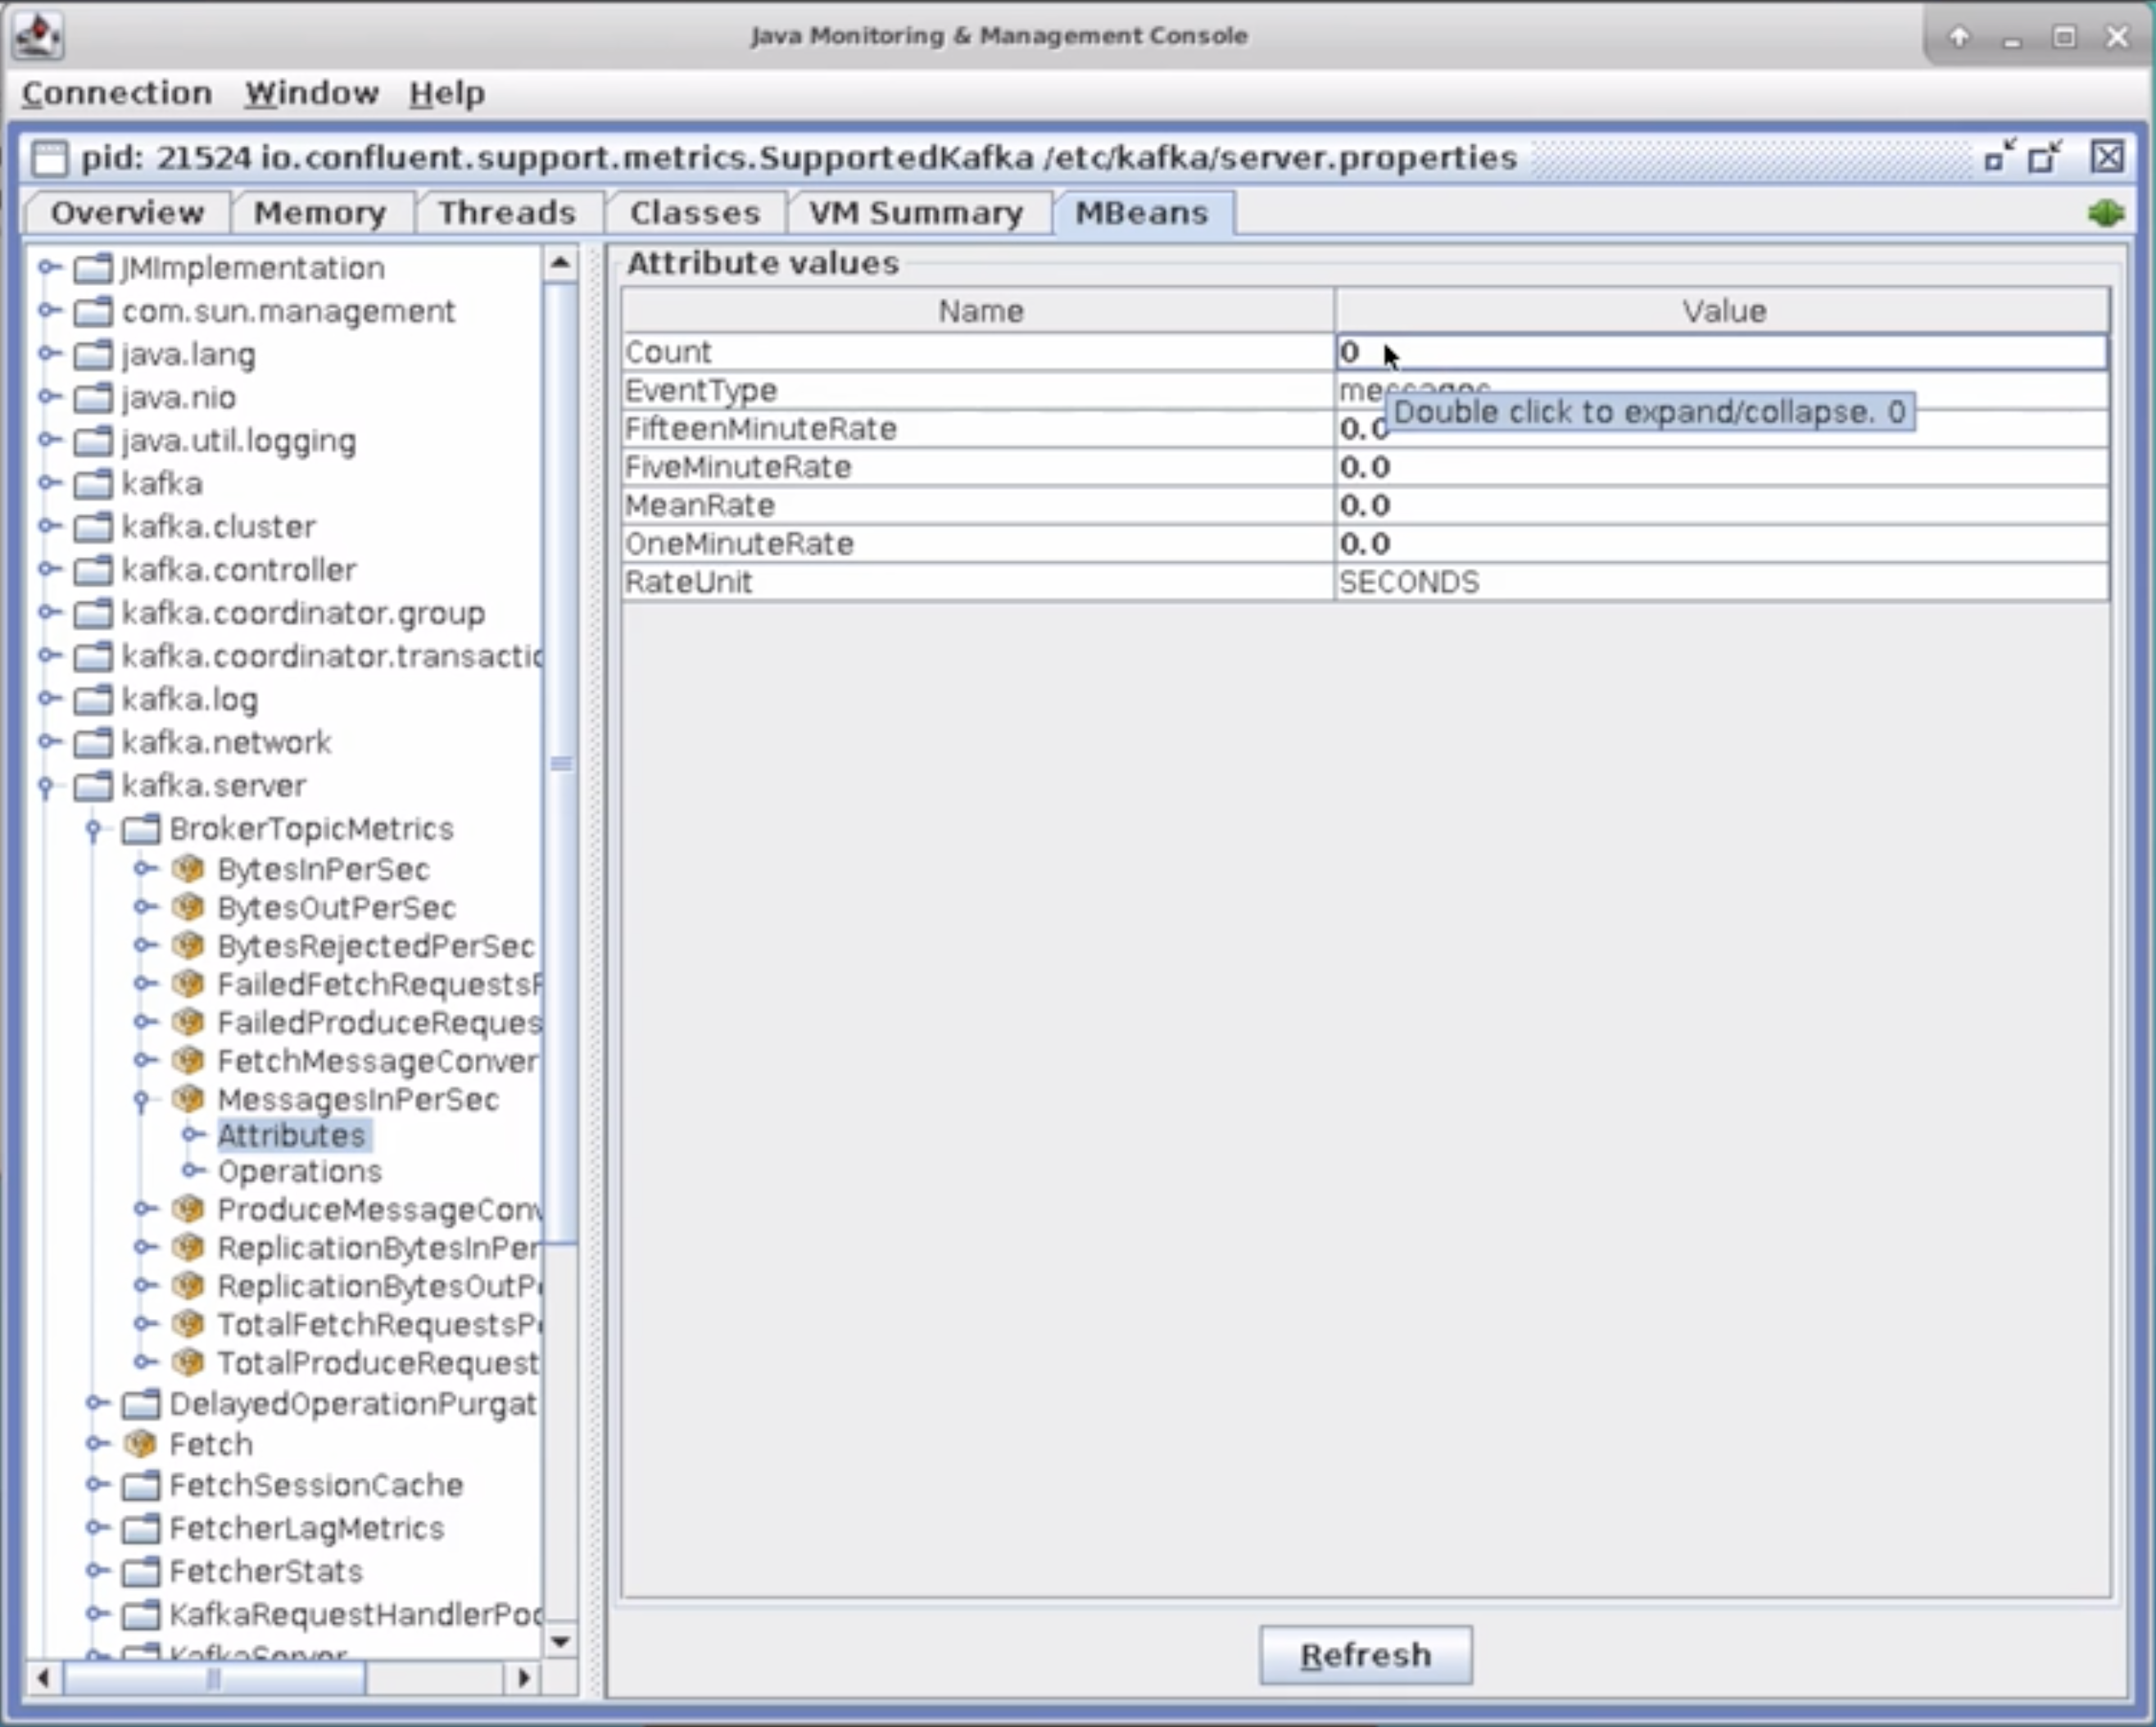 Java Monitoring & Management Console
Connection Window Help
pid: 21524 io.confluent.support.metrics.SupportedKafka /etc/kafka/server.properties
Overview Memory Threads Classes VM Summary MBeans
JMImplementation
com.sun.management
java.lang
java.nio
java.util.logging
kafka
kafka.cluster
kafka.controller
kafka.coordinator.group
kafka.coordinator.transactio
kafka.log
kafka.network
kafka.server
BrokerTopicMetrics
BytesInPerSec
BytesOutPerSec
BytesRejectedPerSec
FailedFetchRequestsP
FailedProduceReques
FetchMessageConver
MessagesInPerSec
Attributes
Operations
ProduceMessageConv
ReplicationBytesInPer
ReplicationBytesOutPe
TotalFetchRequestsPe
TotalProduceRequest
DelayedOperationPurgat
Fetch
FetchSessionCache
FetcherLagMetrics
FetcherStats
KafkaRequestHandlerPoo
KafkaServer
Attribute values
Name Value
Count 0
EventType messages
Double click to expand/collapse. 0
FifteenMinuteRate 0.0
FiveMinuteRate 0.0
MeanRate 0.0
OneMinuteRate 0.0
RateUnit SECONDS
Refresh